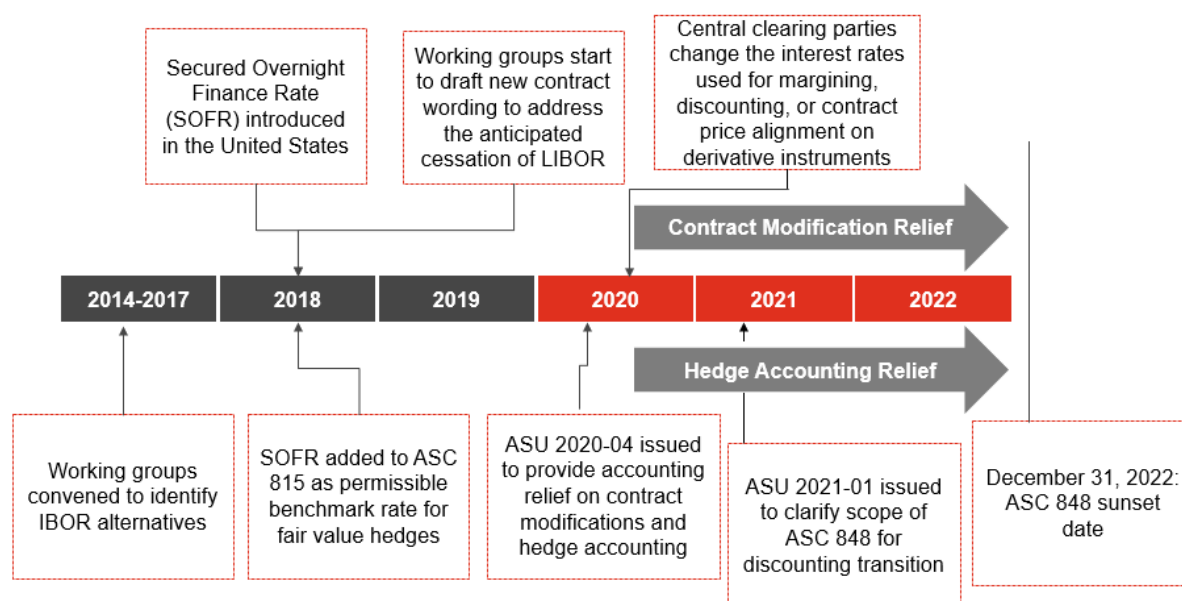 Secured Overnight
Finance Rate
(SOFR) introduced
in the United States
Working groups start
to draft new contract
wording to address
the anticipated
cessation of LIBOR
Central clearing parties
change the interest rates
used for margining,
discounting, or contract
price alignment on
derivative instruments
Contract Modification Relief
2014-2017
2018
2019
2020
2021
2022
Hedge Accounting Relief
Working groups
convened to identify
IBOR alternatives
SOFR added to ASC
815 as permissible
benchmark rate for
fair value hedges
ASU 2020-04 issued
to provide accounting
relief on contract
modifications and
hedge accounting
ASU 2021-01 issued
to clarify scope of
ASC 848 for
discounting transition
December 31, 2022:
ASC 848 sunset
date